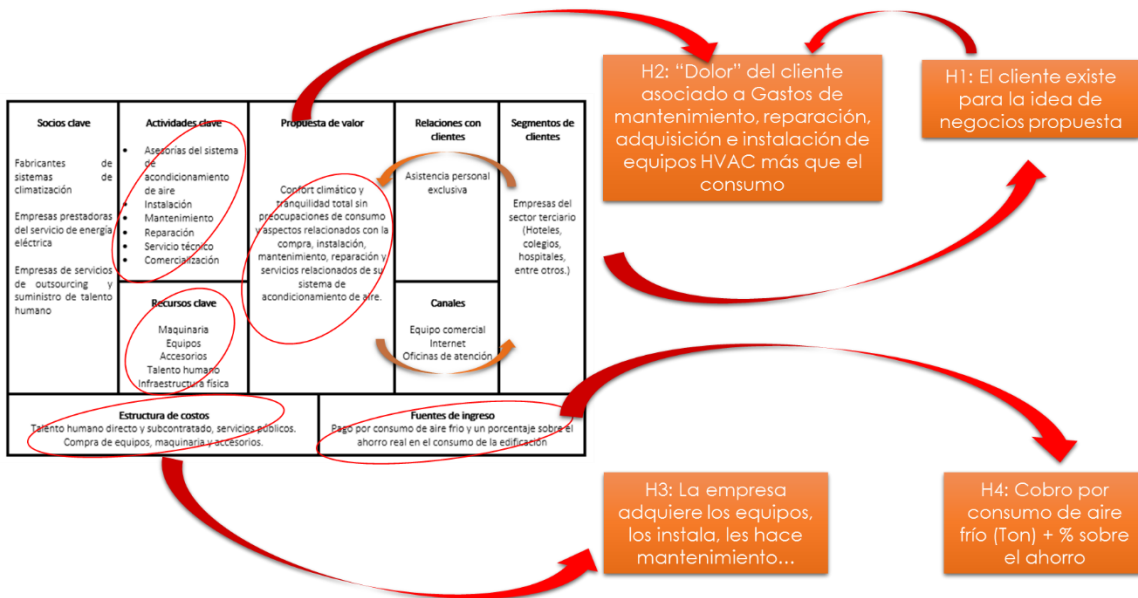 Socios clave
Fabricantes de
sistemas de
climatización
Empresas prestadoras
del servicio de energía
eléctrica
Empresas de servicios
de outsourcing y
suministro de talento
humano
Actividades clave
• Asesorías del sistema
de
acondicionamiento
de aire
• Instalación
• Mantenimiento
• Reparación
• Servicio técnico
• Comercialización
Recursos clave
Maquinaria
Equipos
Accesorios
Talento humano
Infraestructura física
Propuesta de valor
Confort climático y
tranquilidad total sin
preocupaciones de consumo
y aspectos relacionados con la
compra, instalación,
mantenimiento, reparación y
servicios relacionados de su
sistema de
acondicionamiento de aire.
Relaciones con
clientes
Asistencia personal
exclusiva
Canales
Equipo comercial
Internet
Oficinas de atención
Segmentos de
clientes
Empresas del
sector terciario
(Hoteles,
colegios,
hospitales,
entre otros.)
Estructura de costos
Talento humano directo y subcontratado, servicios públicos.
Compra de equipos, maquinaria y accesorios.
Fuentes de ingreso
Pago por consumo de aire frio y un porcentaje sobre el
ahorro real en el consumo de la edificación
H2: “Dolor” del cliente
asociado a Gastos de
mantenimiento, reparación,
adquisición e instalación de
equipos HVAC más que el
consumo
H1: El cliente existe
para la idea de
negocios propuesta
H3: La empresa
adquiere los equipos,
los instala, les hace
mantenimiento...
H4: Cobro por
consumo de aire
frío (Ton) + % sobre
el ahorro